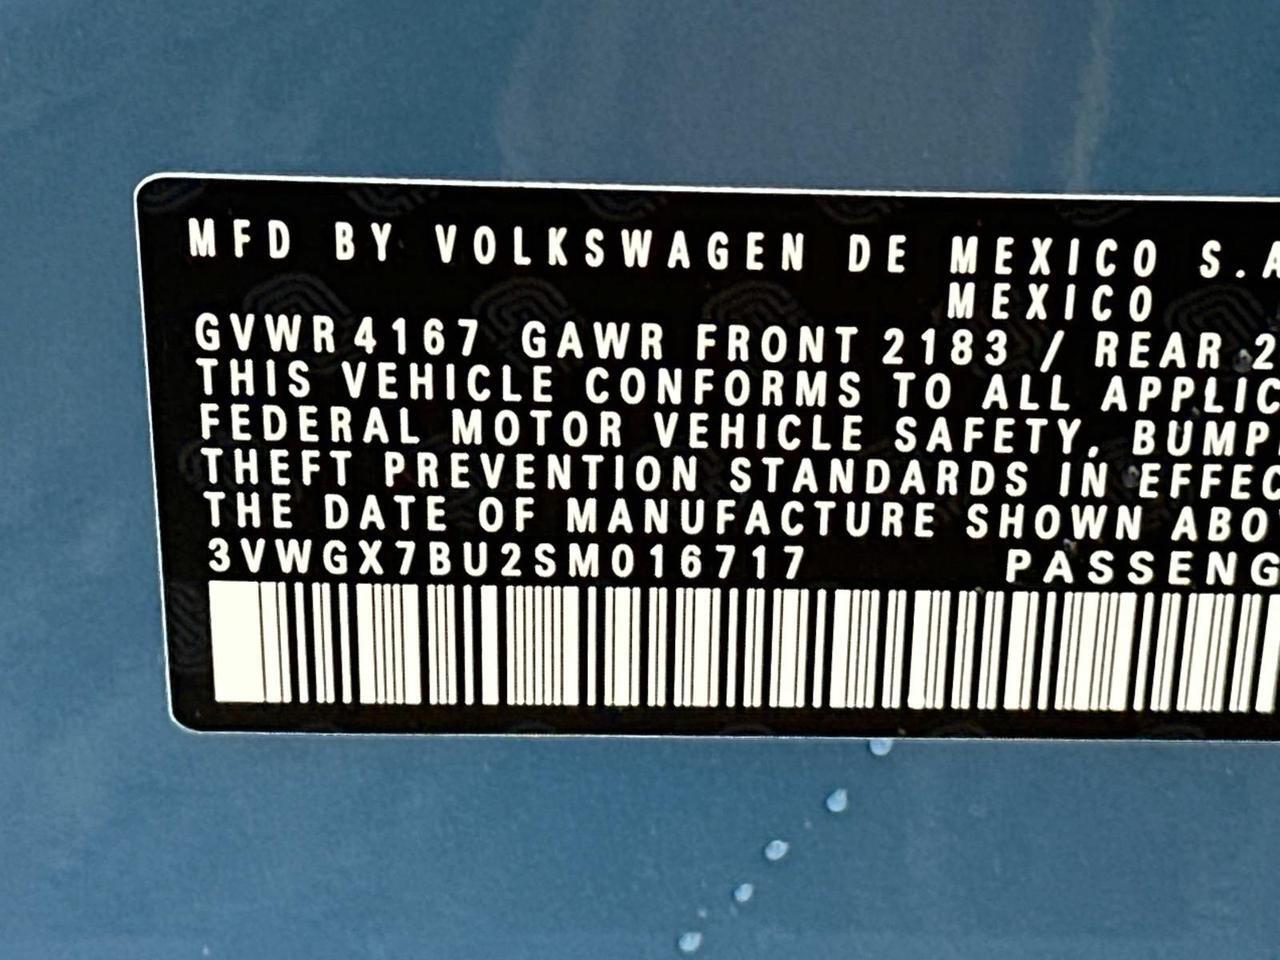 MFD BY VOLKSWAGEN DE MEXICO S.A
MEXICO
GVWR 4167 GAWR FRONT 2183 / REAR 2
THIS VEHICLE CONFORMS TO ALL APPLIC
FEDERAL MOTOR VEHICLE SAFETY, BUMP
THEFT PREVENTION STANDARDS IN EFFEC
THE DATE OF MANUFACTURE SHOWN ABO
3VWGX7BU2SM016717 PASSENG